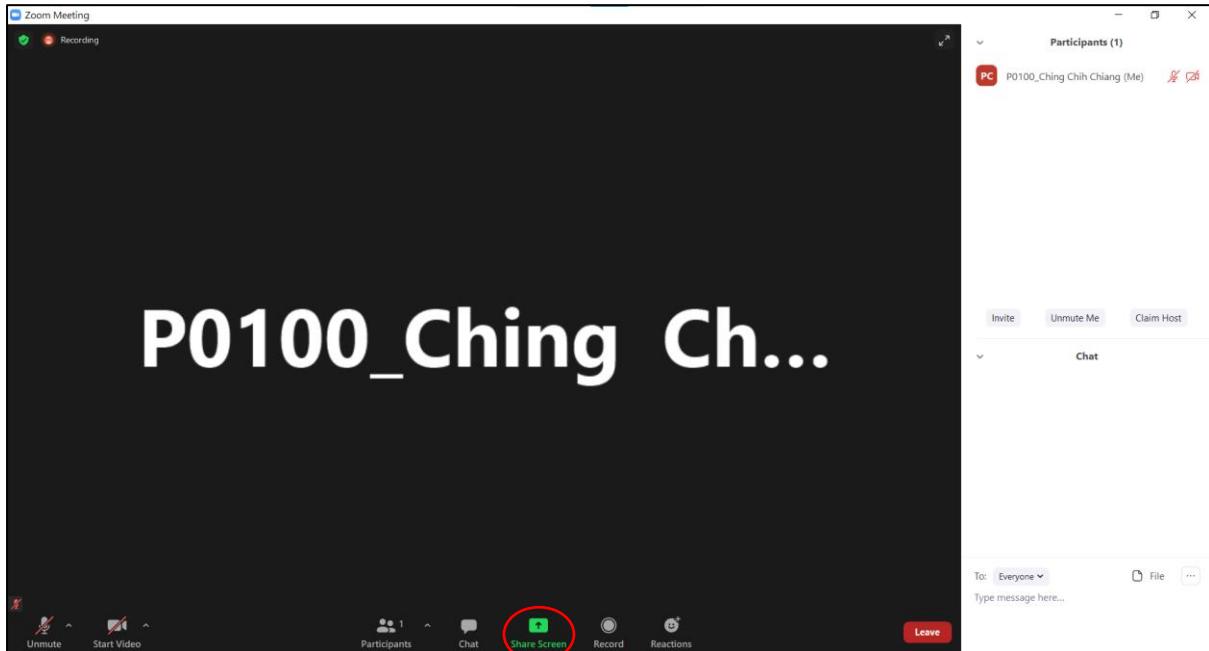 Zoom Meeting
Recording
P0100_Ching Ch...
Unmute
Start Video
1
Participants
Chat
Share Screen
Record
Reactions
Leave
Participants (1)
PC P0100_Ching Chih Chiang (Me)
Invite Unmute Me Claim Host
Chat
To: Everyone File ...
Type message here...